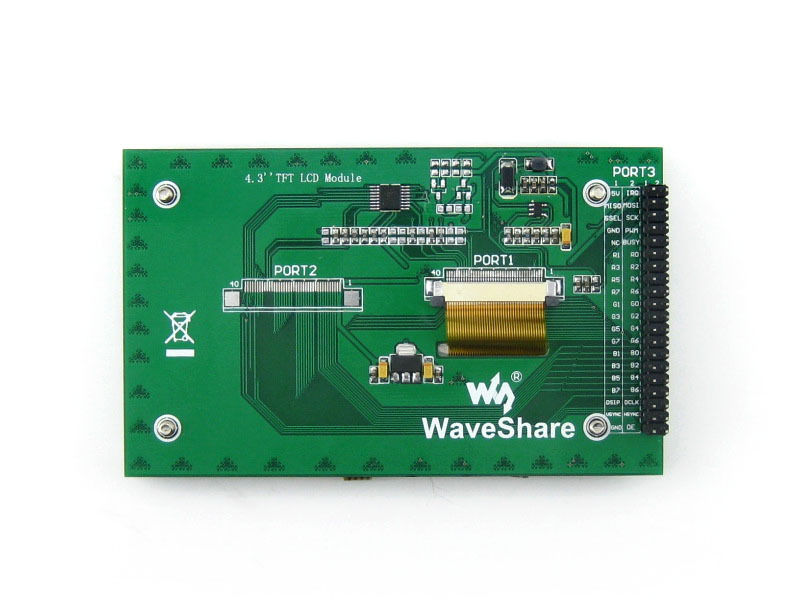 4.3''TFT LCD Module
PORT3
1 2 1 2
5V IRQ
MISO MOSI
SSEL SCK
GND PWM
NC BUSY
R1 R0
R3 R2
R5 R4
R7 R6
G1 G0
G3 G2
G5 G4
G7 G6
B1 B0
B3 B2
B5 B4
B7 B6
DSIP DCLK
VSYNC HSYNC
GND DE
PORT2
40 1
PORT1
40 1
®
WaveShare